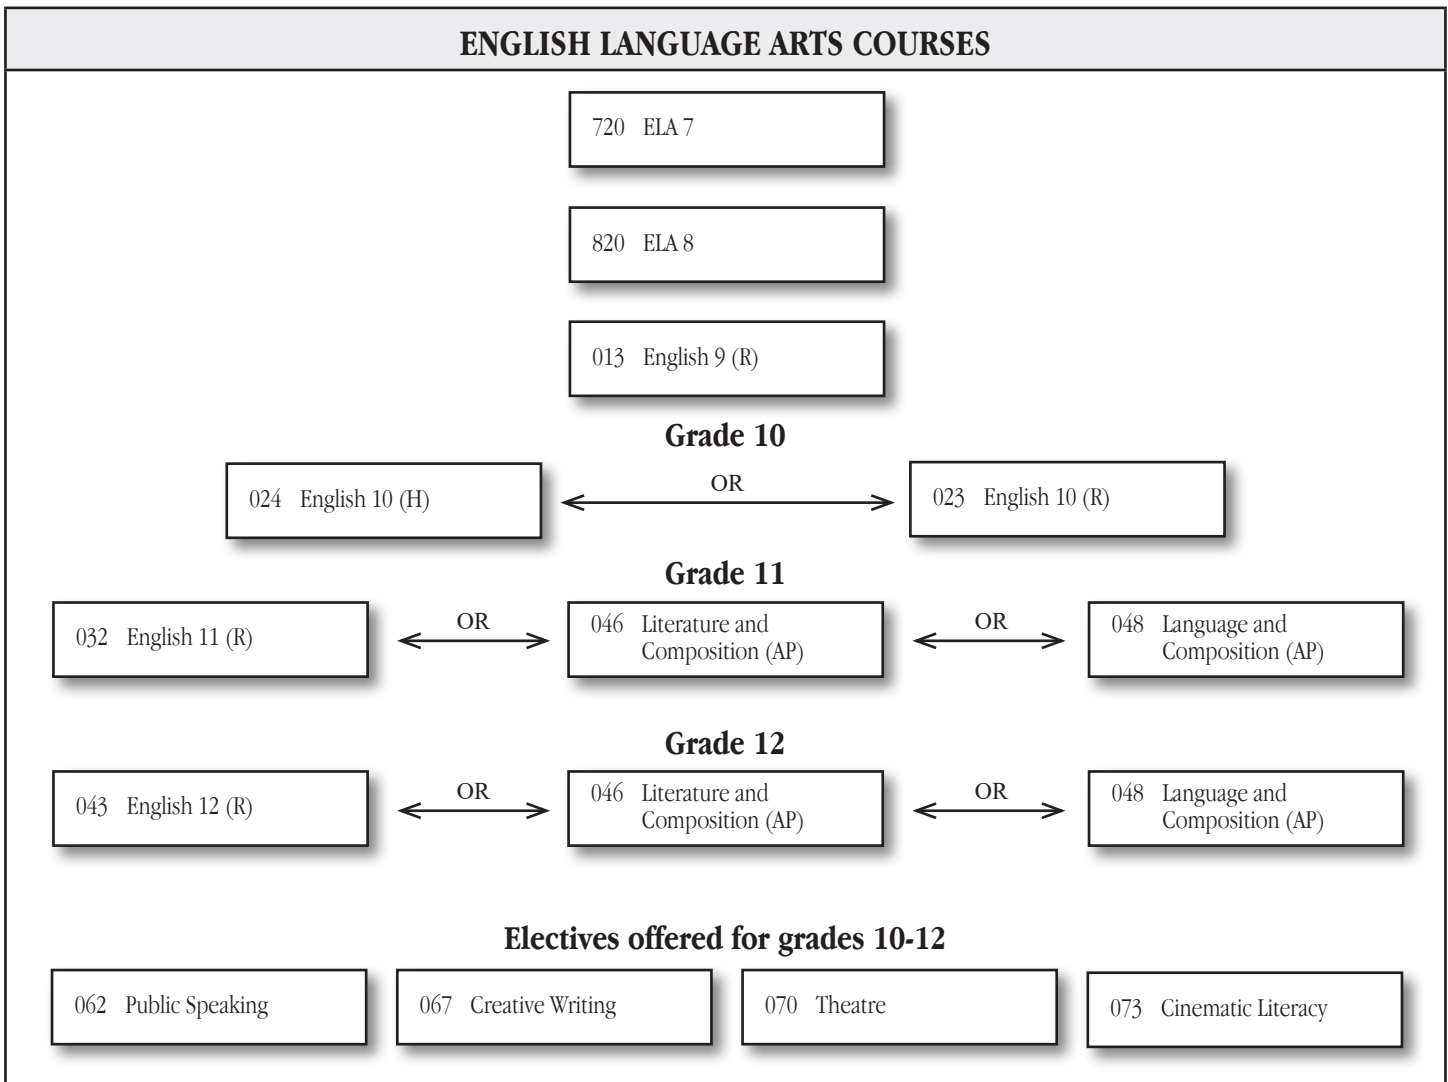 ENGLISH LANGUAGE ARTS COURSES
720 ELA 7
820 ELA 8
013 English 9 (R)
Grade 10
024 English 10 (H)
OR
023 English 10 (R)
Grade 11
032 English 11 (R)
OR
046 Literature and
Composition (AP)
OR
048 Language and
Composition (AP)
Grade 12
043 English 12 (R)
OR
046 Literature and
Composition (AP)
OR
048 Language and
Composition (AP)
Electives offered for grades 10-12
062 Public Speaking
067 Creative Writing
070 Theatre
073 Cinematic Literacy